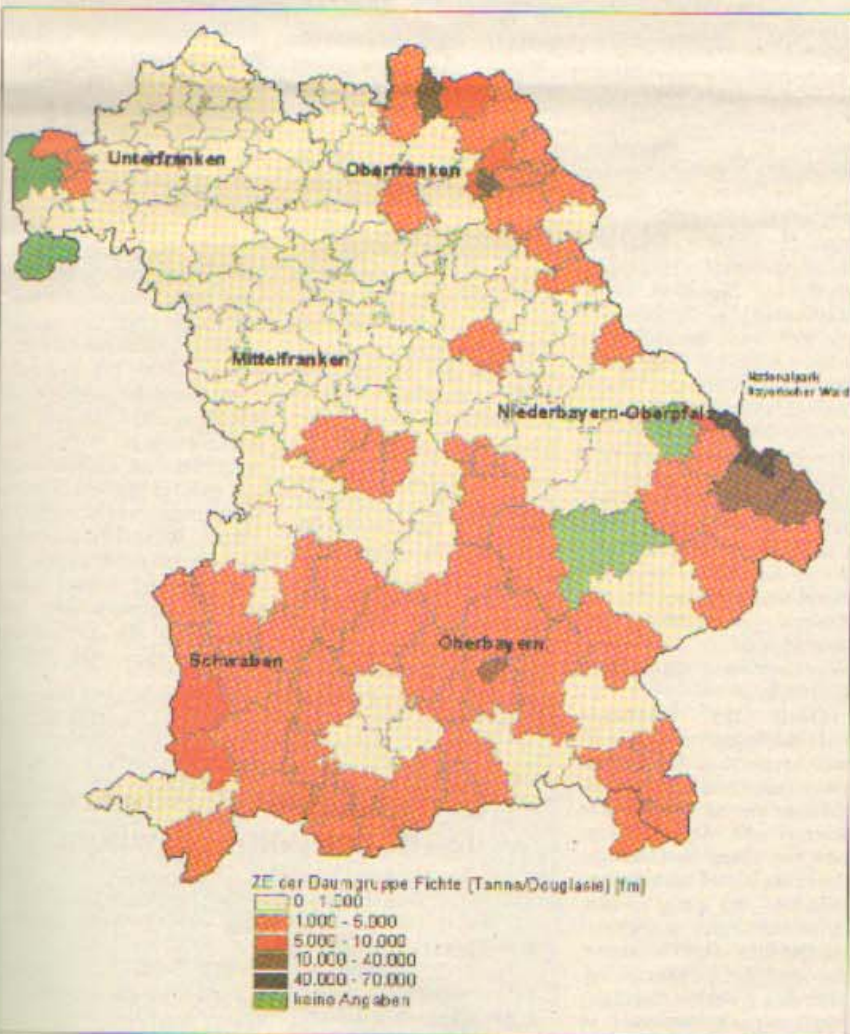 Unterfranken
Oberfranken
Mittelfranken
Nationalpark
Bayerischer Wald
Niederbayern-Oberpfalz
Oberbayern
Schwaben
ZE der Baumgruppe Fichte (Tanne/Douglasie) [fm]
0 - 1.000
1.000 - 5.000
5.000 - 10.000
10.000 - 40.000
40.000 - 70.000
keine Angaben